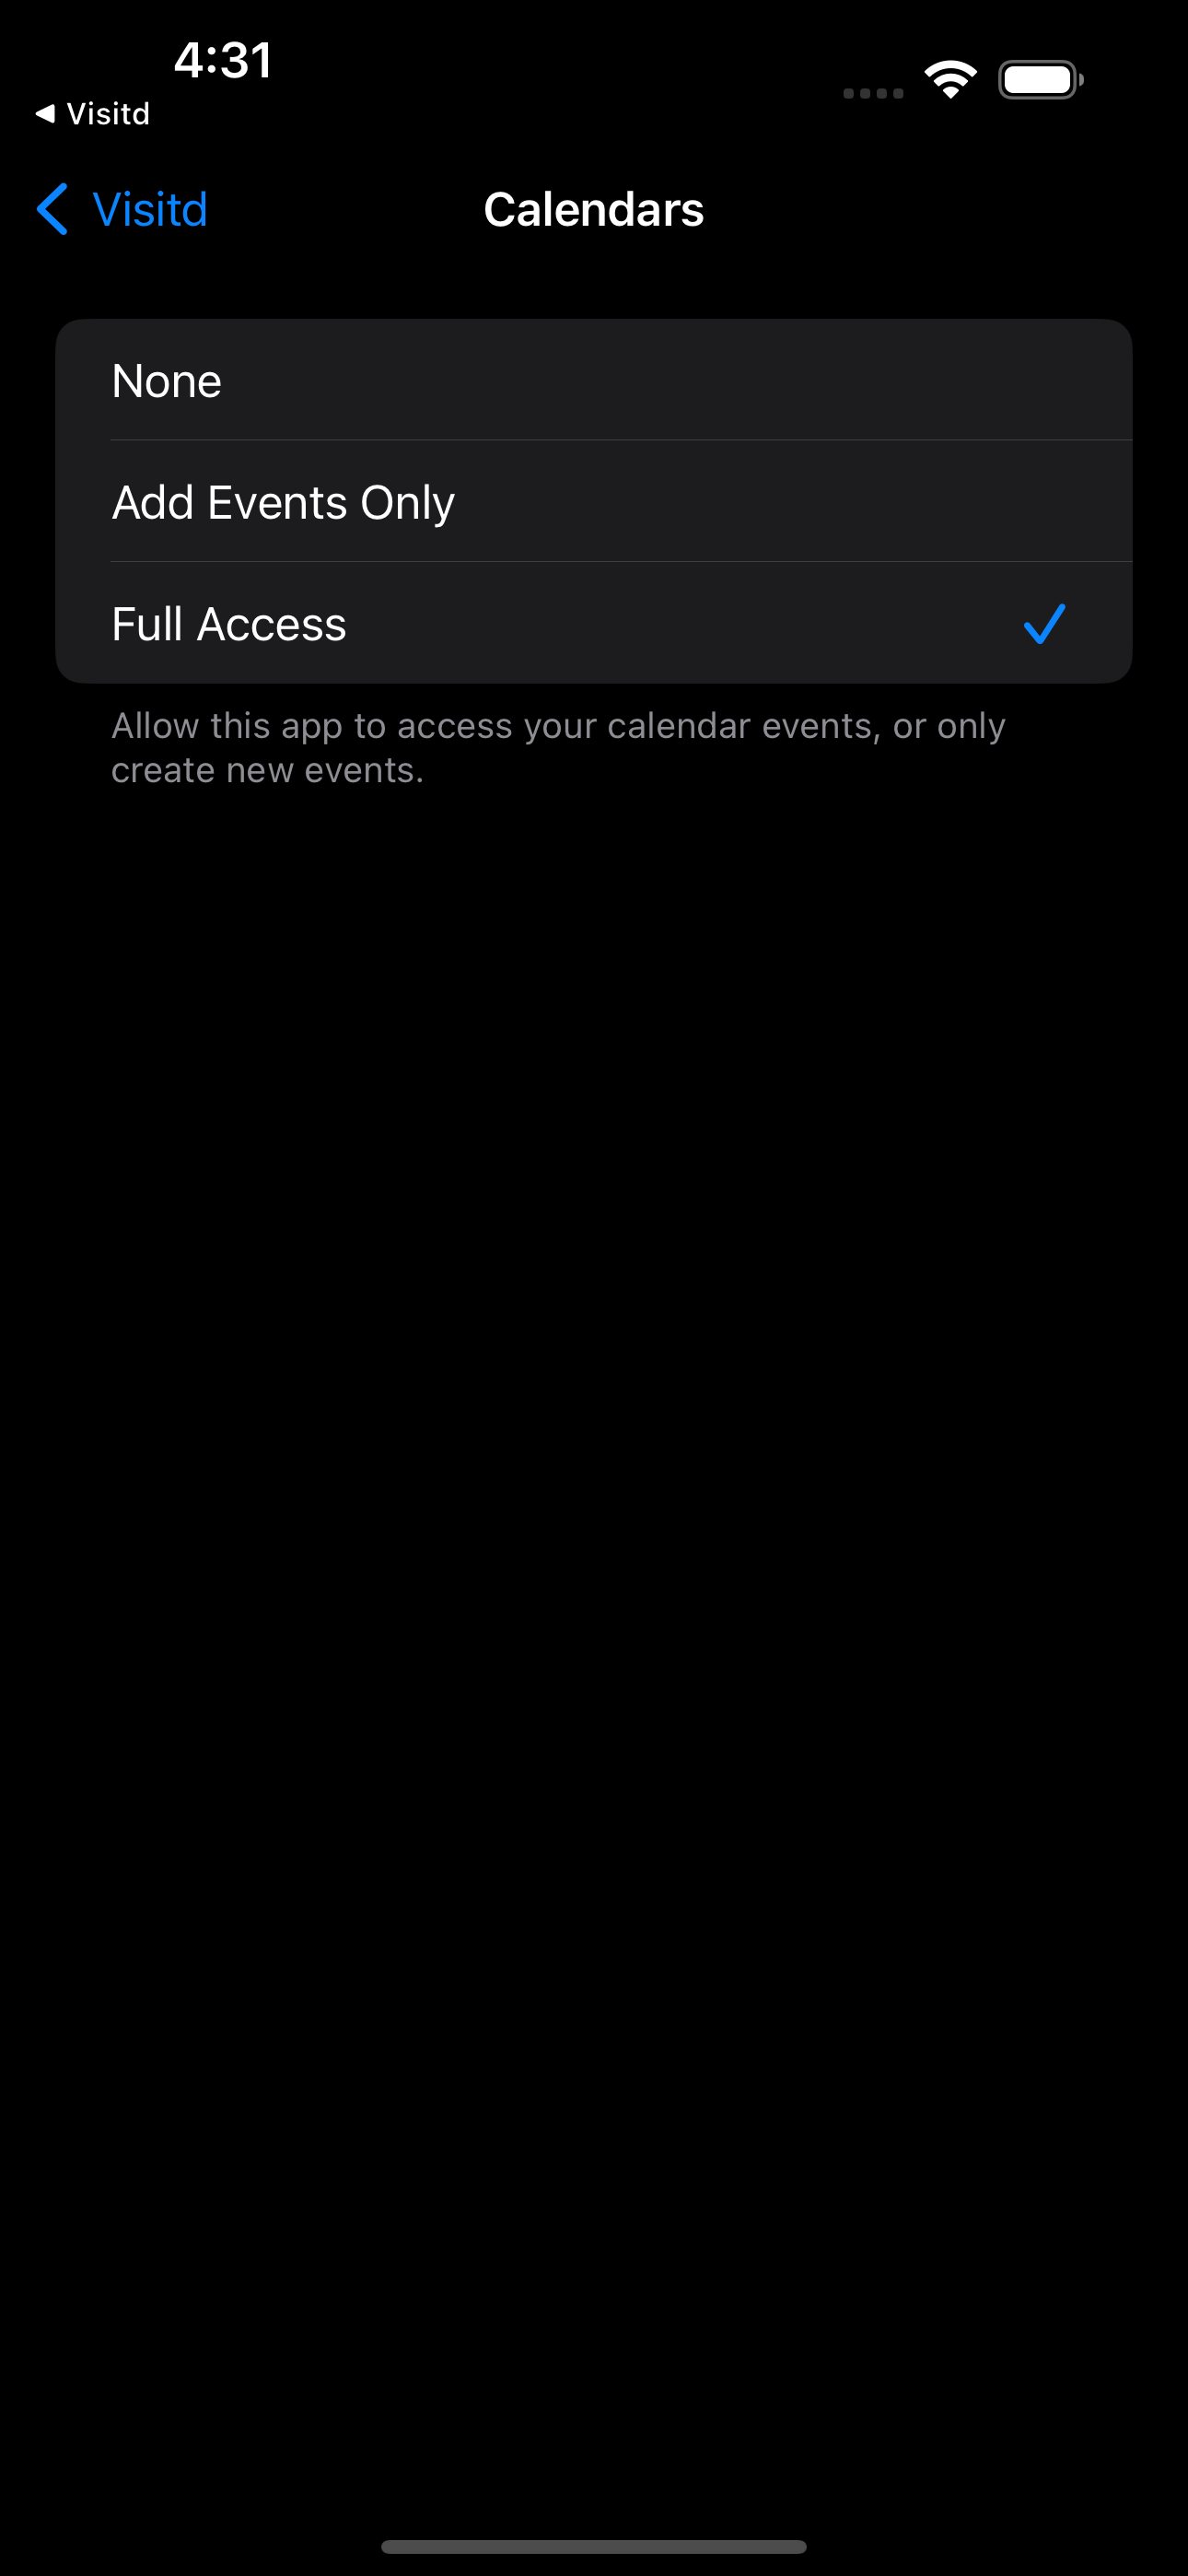 4:31
Visitd
Visitd
Calendars
None
Add Events Only
Full Access
Allow this app to access your calendar events, or only
create new events.